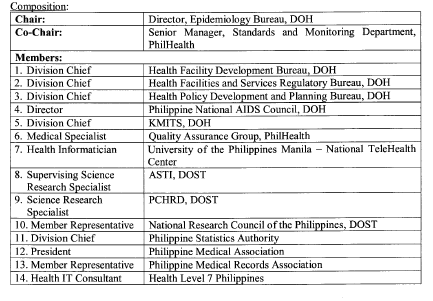 Composition:
Chair: Director, Epidemiology Bureau, DOH
Co-Chair: Senior Manager, Standards and Monitoring Department,
PhilHealth
Members:
1. Division Chief Health Facility Development Bureau, DOH
2. Division Chief Health Facilities and Services Regulatory Bureau, DOH
3. Division Chief Health Policy Development and Planning Bureau, DOH
4. Director Philippine National AIDS Council, DOH
5. Division Chief KMITS, DOH
6. Medical Specialist Quality Assurance Group, PhilHealth
7. Health Informatician University of the Philippines Manila – National TeleHealth
Center
8. Supervising Science ASTI, DOST
Research Specialist
9. Science Research PCHRD, DOST
Specialist
10. Member Representative National Research Council of the Philippines, DOST
11. Division Chief Philippine Statistics Authority
12. President Philippine Medical Association
13. Member Representative Philippine Medical Records Association
14. Health IT Consultant Health Level 7 Philippines